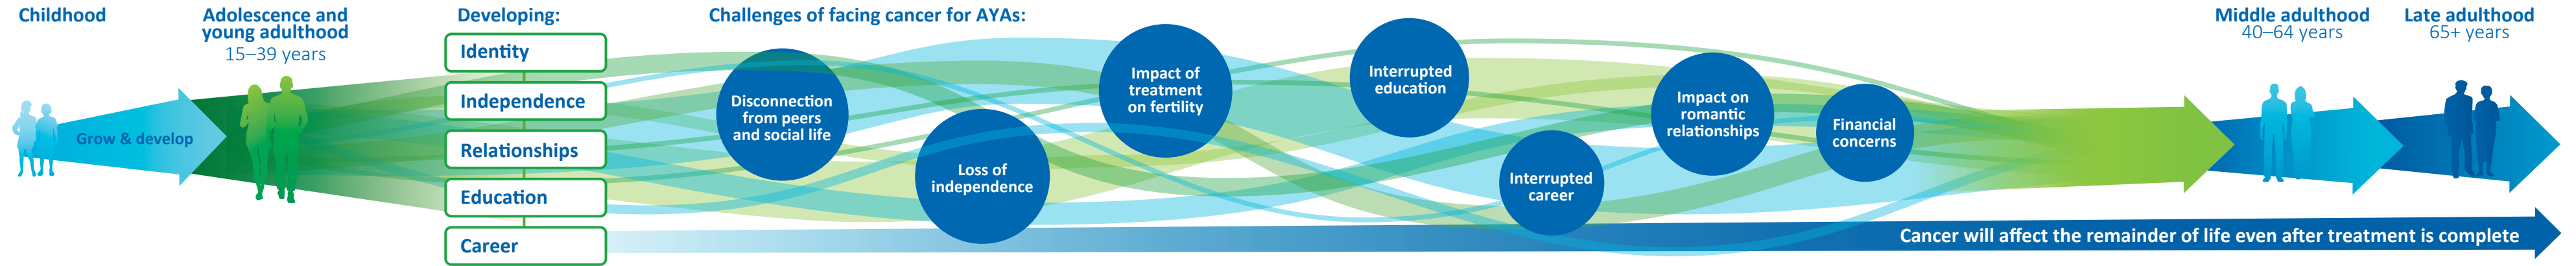 Childhood
Grow & develop
Adolescence and
young adulthood
15–39 years
Developing:
Identity
Independence
Relationships
Education
Career
Challenges of facing cancer for AYAs:
Disconnection
from peers
and social life
Loss of
independence
Impact of
treatment
on fertility
Interrupted
education
Interrupted
career
Impact on
romantic
relationships
Financial
concerns
Middle adulthood
40–64 years
Late adulthood
65+ years
Cancer will affect the remainder of life even after treatment is complete